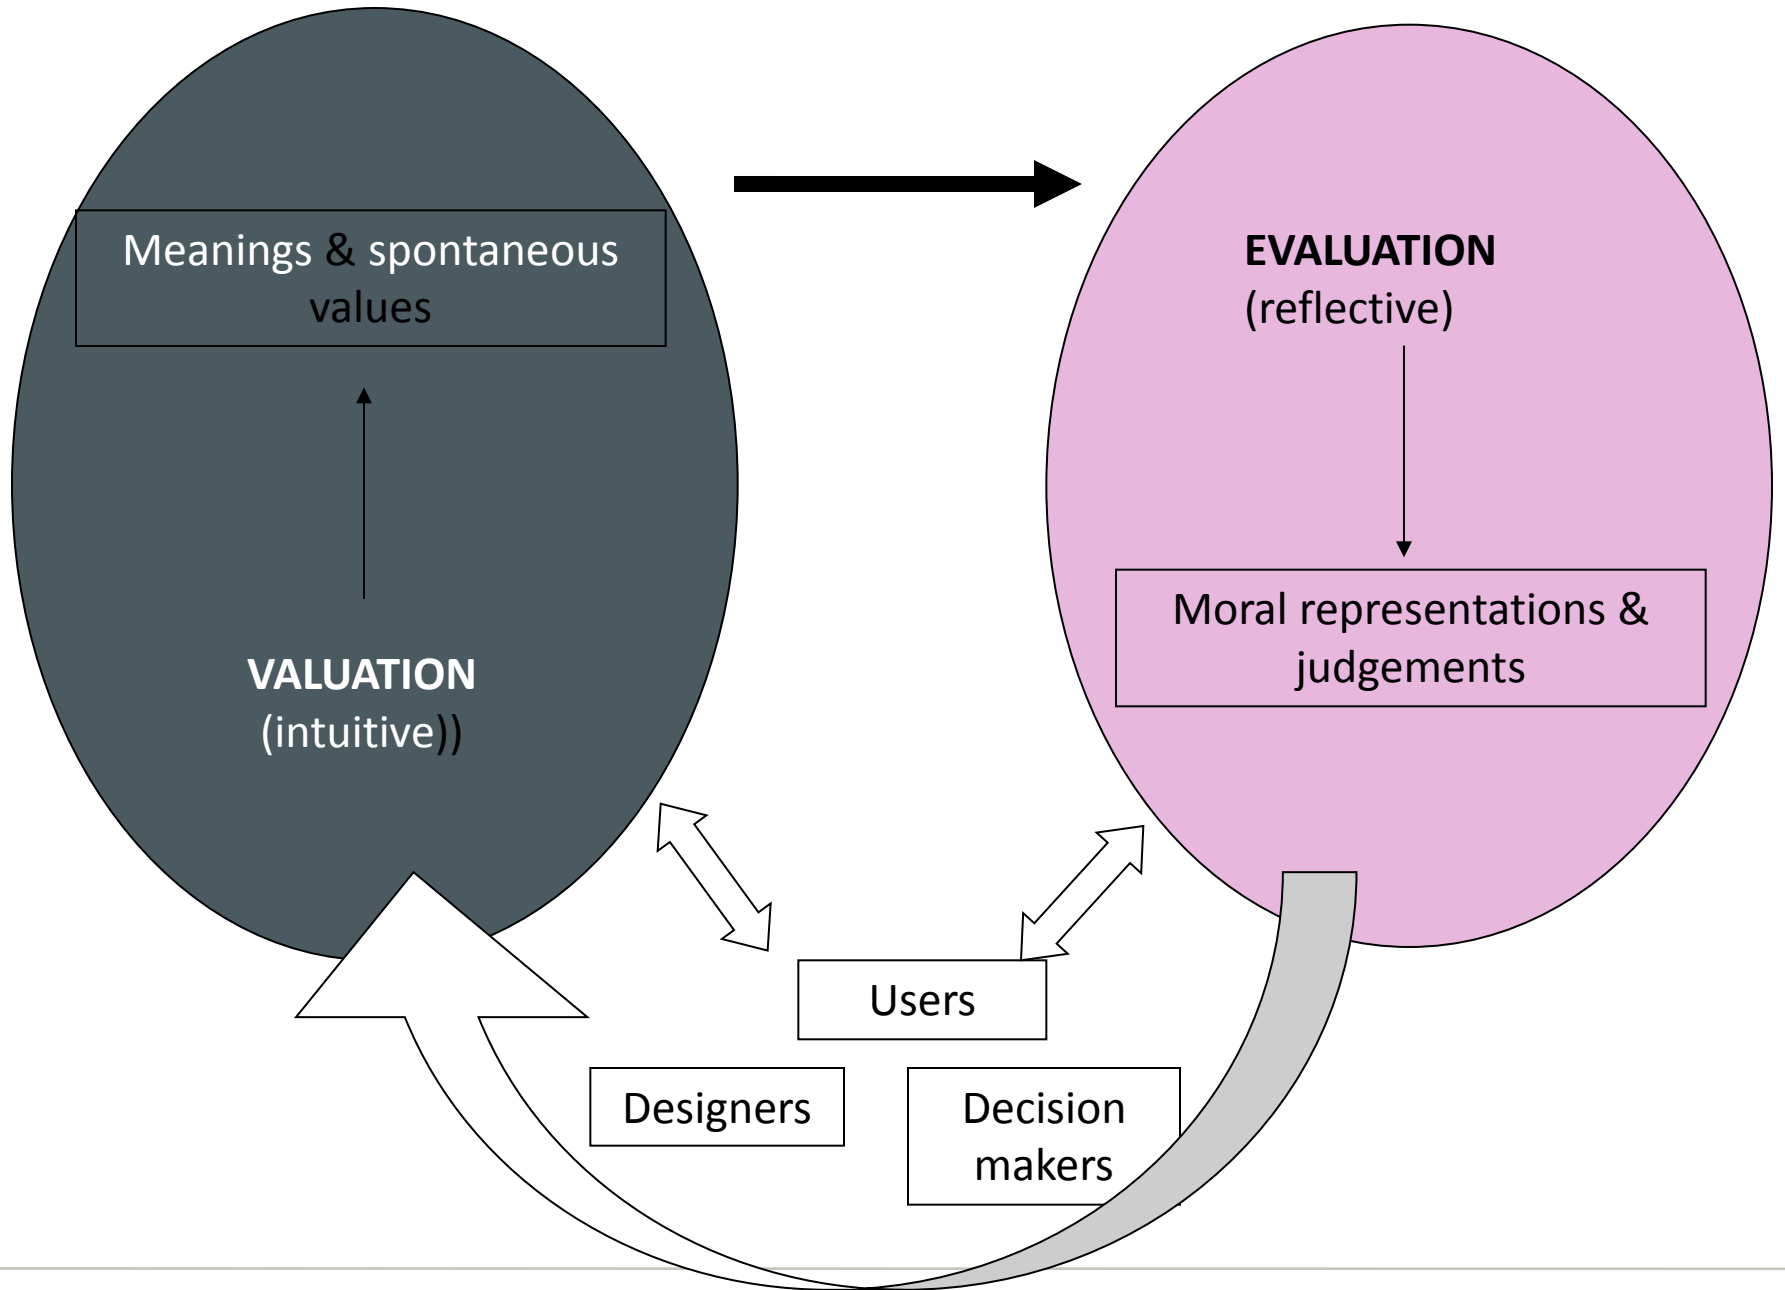 Meanings & spontaneous
values
VALUATION
(intuitive))
EVALUATION
(reflective)
Moral representations &
judgements
Users
Designers
Decision
makers